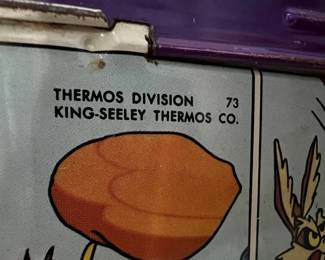 THERMOS DIVISION 73
KING-SEELEY THERMOS CO.